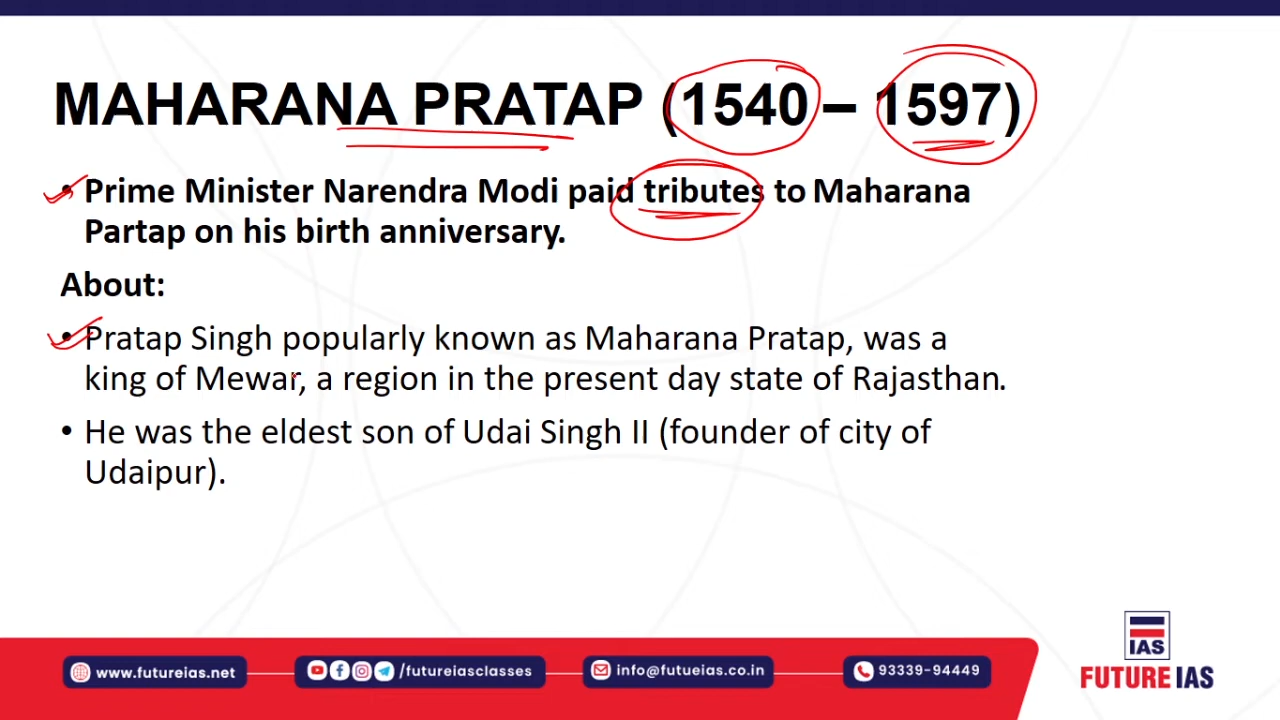 MAHARANA PRATAP (1540 – 1597)
• Prime Minister Narendra Modi paid tributes to Maharana
Partap on his birth anniversary.
About:
• Pratap Singh popularly known as Maharana Pratap, was a
king of Mewar, a region in the present day state of Rajasthan.
• He was the eldest son of Udai Singh II (founder of city of
Udaipur).
IAS
FUTURE IAS
www.futureias.net
/futureiasclasses
info@futueias.co.in
93339-94449